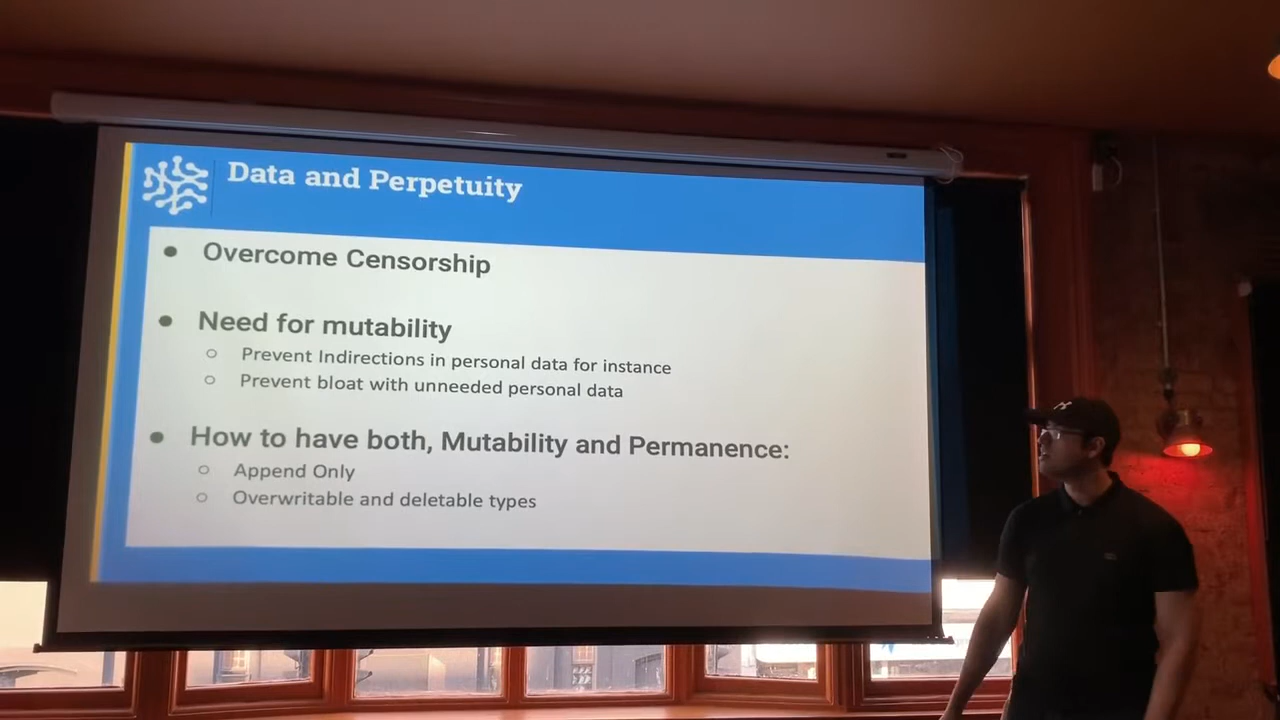 Data and Perpetuity
Overcome Censorship
Need for mutability
Prevent Indirections in personal data for instance
Prevent bloat with unneeded personal data
How to have both, Mutability and Permanence:
Append Only
Overwritable and deletable types